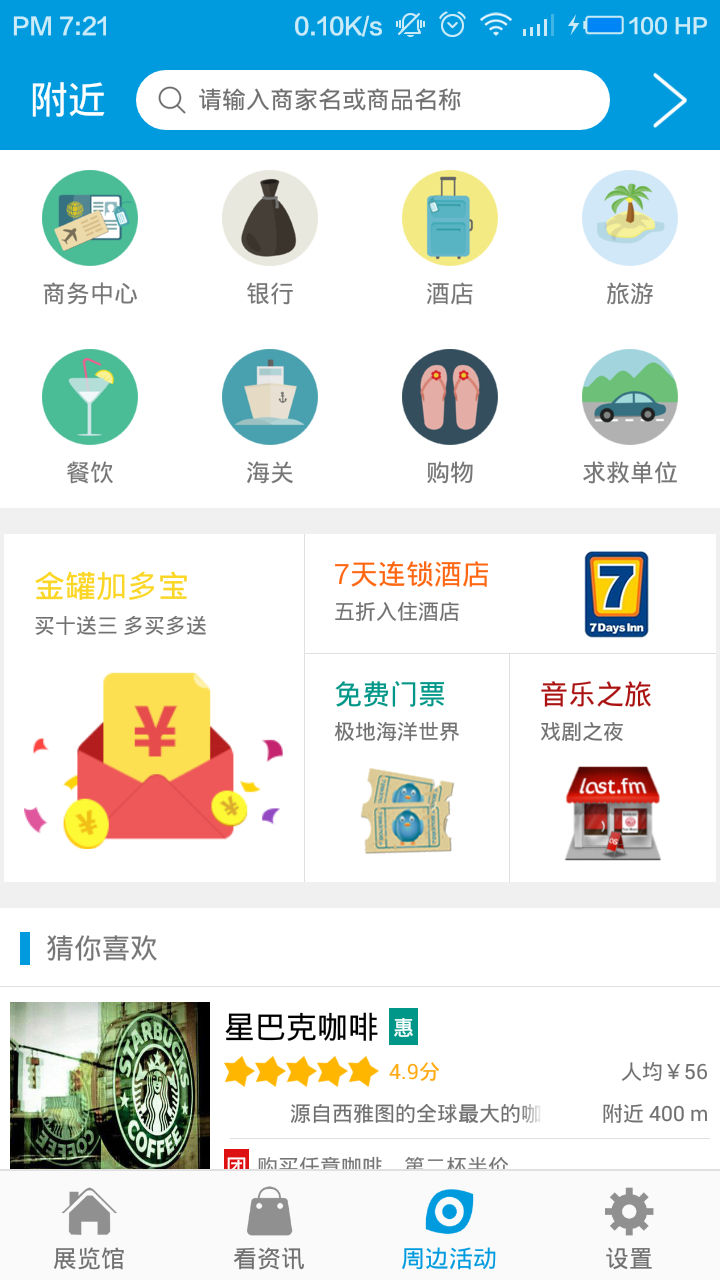 PM 7:21 0.10K/s 100 HP
附近 请输入商家名或商品名称
商务中心 银行 酒店 旅游
餐饮 海关 购物 求救单位
金罐加多宝
买十送三 多买多送
7天连锁酒店
五折入住酒店
7
7 Days Inn
免费门票
极地海洋世界
音乐之旅
戏剧之夜
last.fm
猜你喜欢
STARBUCKS
COFFEE
星巴克咖啡 惠
4.9分 人均￥56
源自西雅图的全球最大的咖 附近 400 m
团 购买任意咖啡，第二杯半价
展览馆 看资讯 周边活动 设置